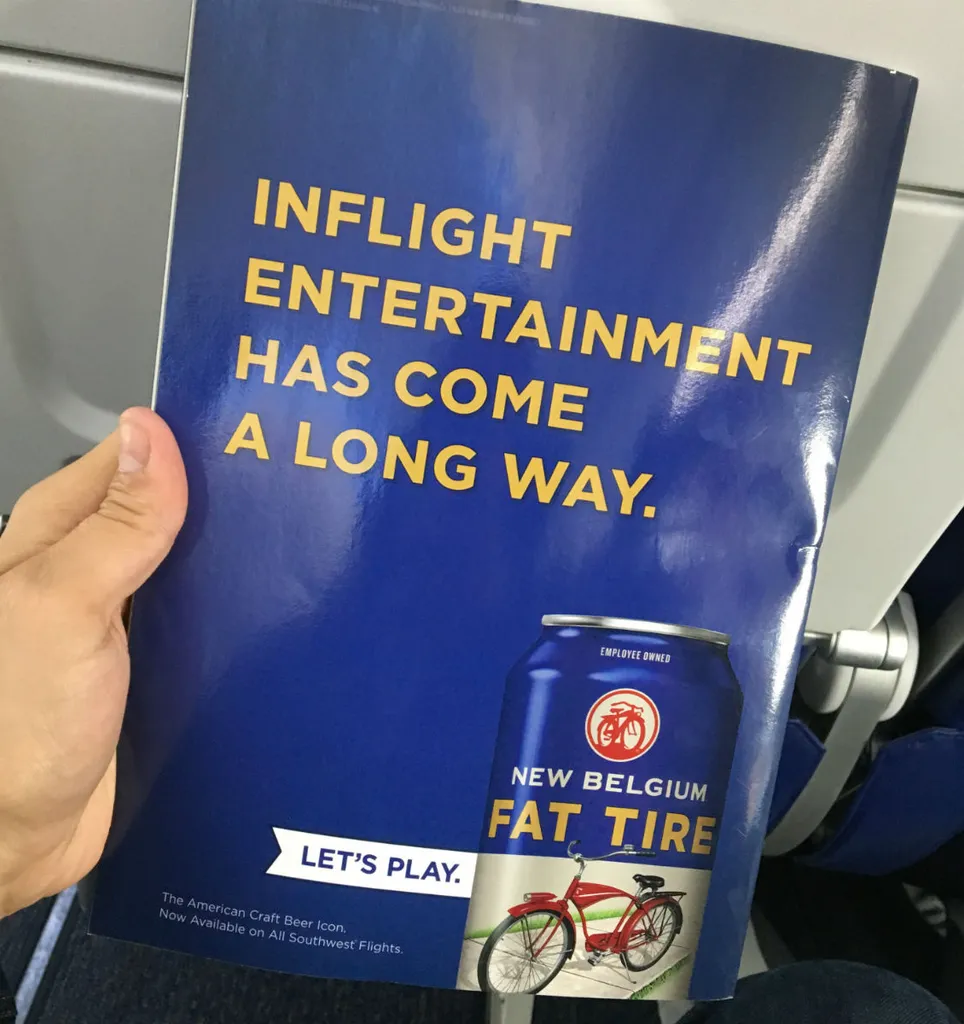 INFLIGHT
ENTERTAINMENT
HAS COME
A LONG WAY.
EMPLOYEE OWNED
NEW BELGIUM
FAT TIRE
LET'S PLAY.
The American Craft Beer Icon.
Now Available on All Southwest Flights.